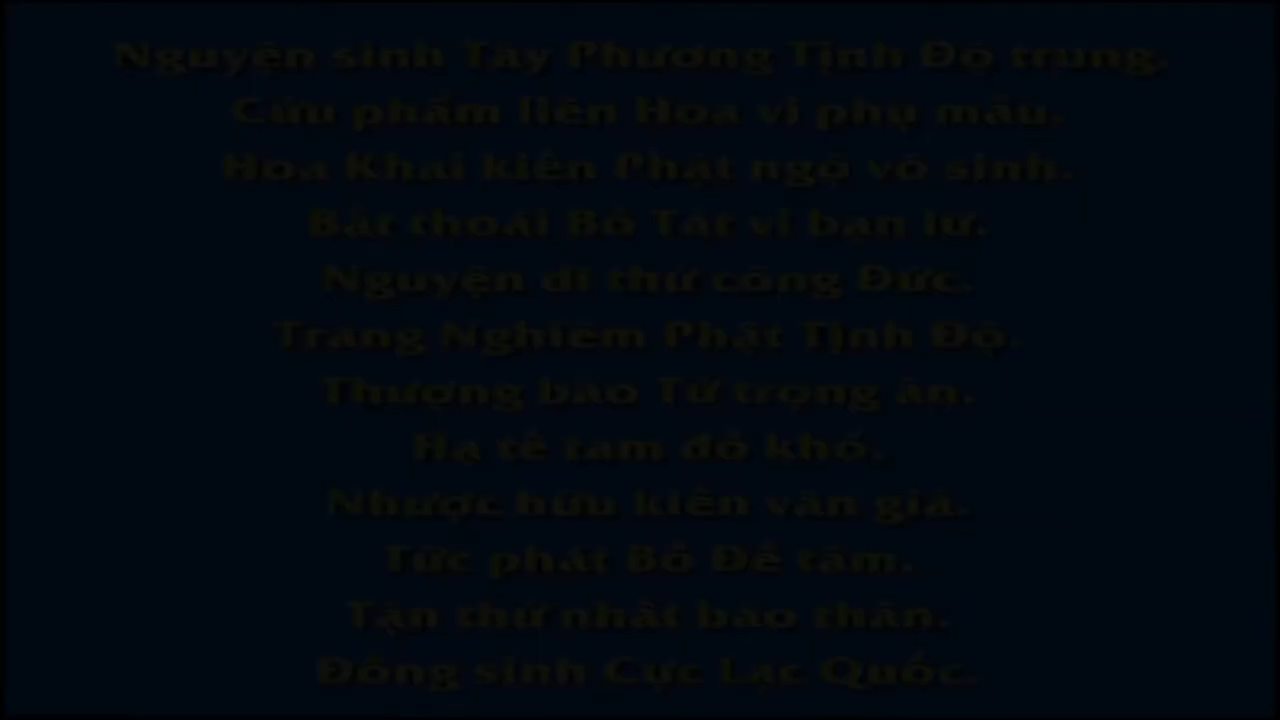 Nguyện sinh Tây Phương Tịnh Độ trung.
Cửu phẩm liên Hoa vi phụ mẫu.
Hoa Khai kiến Phật ngộ vô sinh.
Bất thoái Bồ Tát vi bạn lữ.
Nguyện dĩ thử công Đức.
Trang Nghiêm Phật Tịnh Độ.
Thượng báo Tứ trọng ân.
Hạ tế tam đồ khổ.
Nhược hữu kiến văn giả.
Tức phát Bồ Đề tâm.
Tận thử nhất báo thân.
Đồng sinh Cực Lạc Quốc.